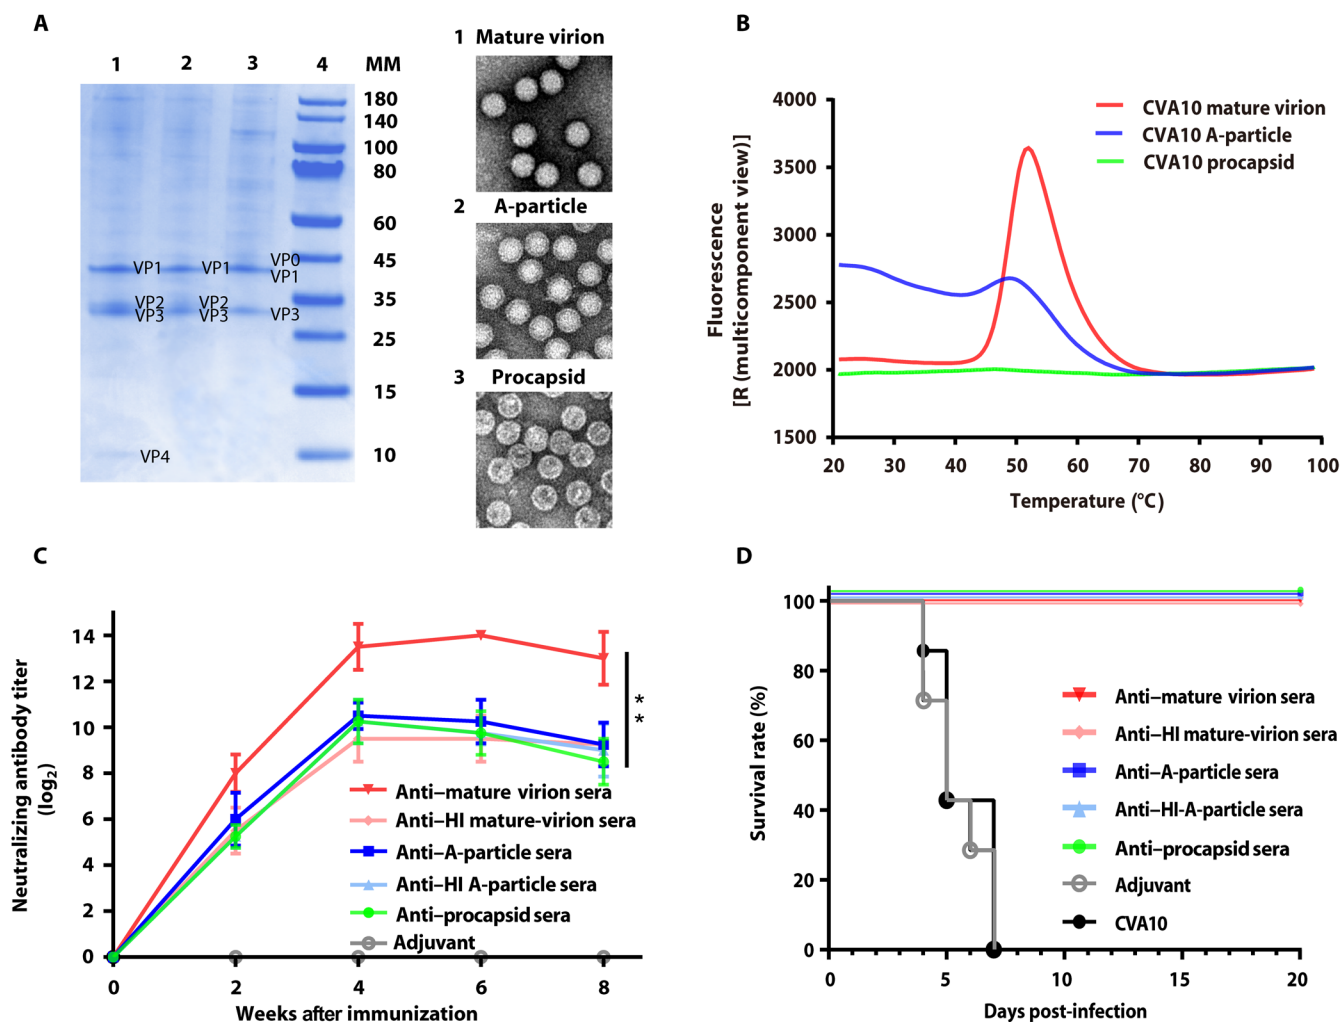 A
1 2 3 4 MM
180
140
100
80
60
45
35
25
15
10
VP1 VP1 VP0
VP1
VP2 VP2
VP3 VP3 VP3
VP4
1 Mature virion
2 A-particle
3 Procapsid
B
4000
3500
3000
2500
2000
1500
Fluorescence
[R (multicomponent view)]
20 30 40 50 60 70 80 90 100
Temperature (°C)
CVA10 mature virion
CVA10 A-particle
CVA10 procapsid
C
14
12
10
8
6
4
2
0
Neutralizing antibody titer
(log2)
0 2 4 6 8
Weeks after immunization
**
Anti–mature virion sera
Anti–HI mature-virion sera
Anti–A-particle sera
Anti–HI A-particle sera
Anti–procapsid sera
Adjuvant
D
100
80
60
40
20
0
Survival rate (%)
0 5 10 15 20
Days post-infection
Anti–mature virion sera
Anti–HI mature-virion sera
Anti–A-particle sera
Anti–HI-A-particle sera
Anti–procapsid sera
Adjuvant
CVA10